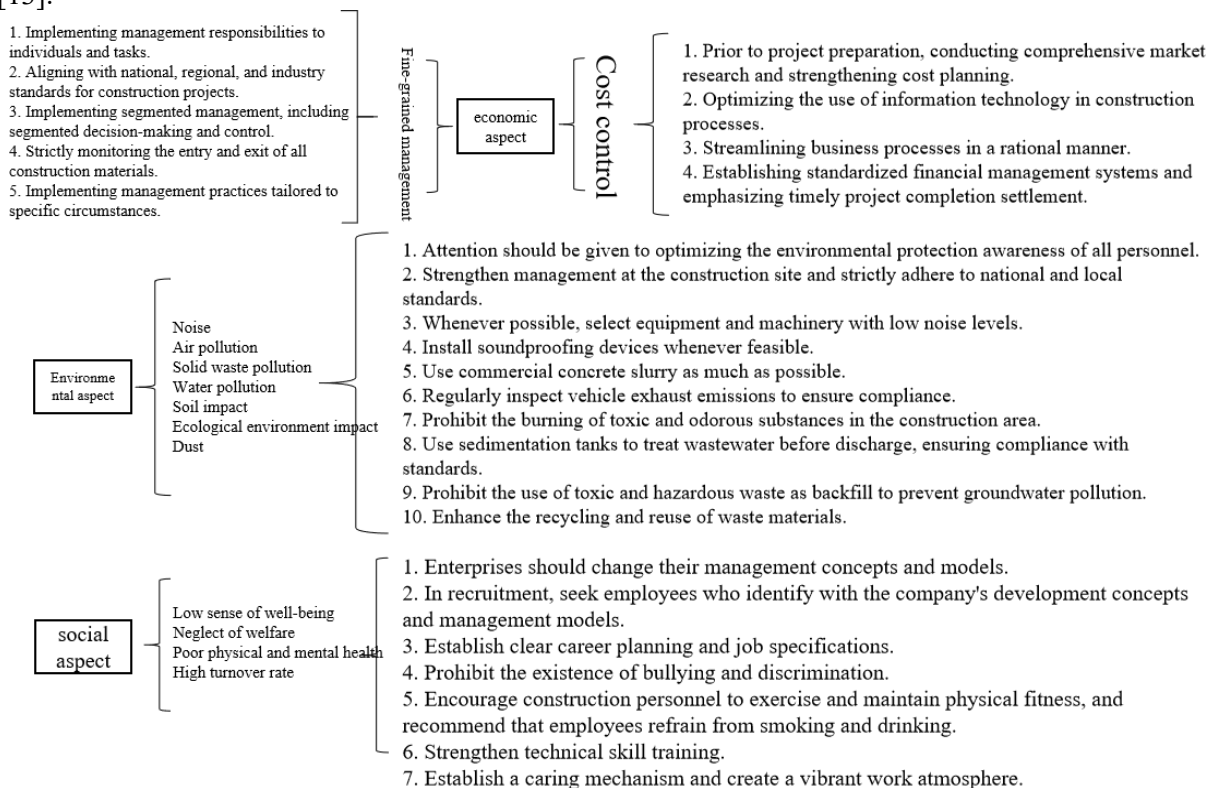 [15].
1. Implementing management responsibilities to
individuals and tasks.
2. Aligning with national, regional, and industry
standards for construction projects.
3. Implementing segmented management, including
segmented decision-making and control.
4. Strictly monitoring the entry and exit of all
construction materials.
5. Implementing management practices tailored to
specific circumstances.
Fine-grained management
economic
aspect
Cost control
1. Prior to project preparation, conducting comprehensive market
research and strengthening cost planning.
2. Optimizing the use of information technology in construction
processes.
3. Streamlining business processes in a rational manner.
4. Establishing standardized financial management systems and
emphasizing timely project completion settlement.
Environme
ntal aspect
Noise
Air pollution
Solid waste pollution
Water pollution
Soil impact
Ecological environment impact
Dust
1. Attention should be given to optimizing the environmental protection awareness of all personnel.
2. Strengthen management at the construction site and strictly adhere to national and local
standards.
3. Whenever possible, select equipment and machinery with low noise levels.
4. Install soundproofing devices whenever feasible.
5. Use commercial concrete slurry as much as possible.
6. Regularly inspect vehicle exhaust emissions to ensure compliance.
7. Prohibit the burning of toxic and odorous substances in the construction area.
8. Use sedimentation tanks to treat wastewater before discharge, ensuring compliance with
standards.
9. Prohibit the use of toxic and hazardous waste as backfill to prevent groundwater pollution.
10. Enhance the recycling and reuse of waste materials.
social
aspect
Low sense of well-being
Neglect of welfare
Poor physical and mental health
High turnover rate
1. Enterprises should change their management concepts and models.
2. In recruitment, seek employees who identify with the company's development concepts
and management models.
3. Establish clear career planning and job specifications.
4. Prohibit the existence of bullying and discrimination.
5. Encourage construction personnel to exercise and maintain physical fitness, and
recommend that employees refrain from smoking and drinking.
6. Strengthen technical skill training.
7. Establish a caring mechanism and create a vibrant work atmosphere.